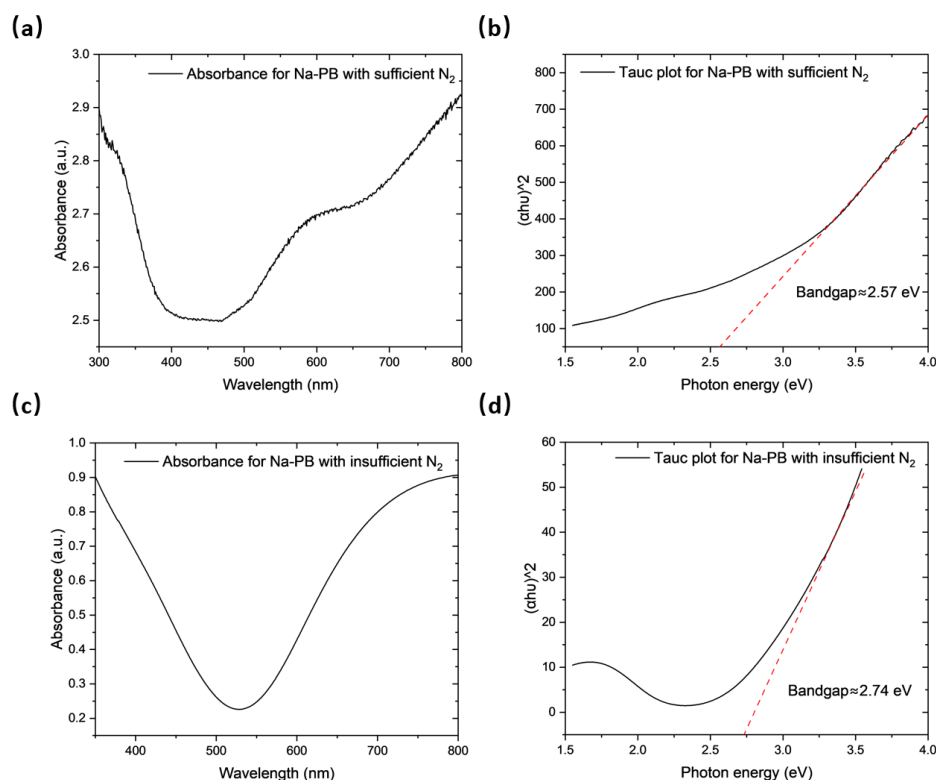 (a)
3.0
2.9
2.8
2.7
2.6
2.5
Absorbance (a.u.)
Absorbance for Na-PB with sufficient N2
300 400 500 600 700 800
Wavelength (nm)
(b)
800
700
600
500
400
300
200
100
(αhυ)^2
Tauc plot for Na-PB with sufficient N2
Bandgap≈2.57 eV
1.5 2.0 2.5 3.0 3.5 4.0
Photon energy (eV)
(c)
1.0
0.9
0.8
0.7
0.6
0.5
0.4
0.3
0.2
Absorbance (a.u.)
Absorbance for Na-PB with insufficient N2
400 500 600 700 800
Wavelength (nm)
(d)
60
50
40
30
20
10
0
(αhυ)^2
Tauc plot for Na-PB with insufficient N2
Bandgap≈2.74 eV
1.5 2.0 2.5 3.0 3.5 4.0
Photon energy (eV)